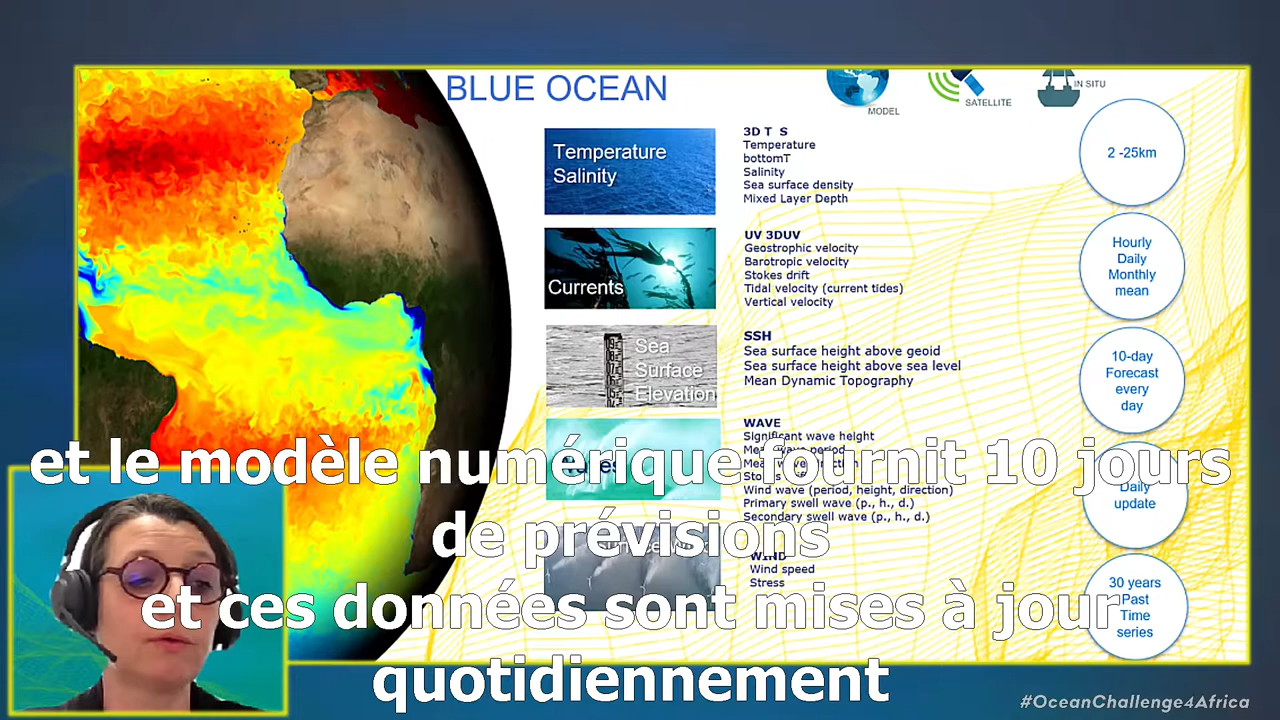 BLUE OCEAN
MODEL
SATELLITE
IN SITU
Temperature
Salinity
3D T S
Temperature
bottomT
Salinity
Sea surface density
Mixed Layer Depth
2 -25km
Currents
UV 3DUV
Geostrophic velocity
Barotropic velocity
Stokes drift
Tidal velocity (current tides)
Vertical velocity
Hourly
Daily
Monthly
mean
Sea
Surface
Elevation
SSH
Sea surface height above geoid
Sea surface height above sea level
Mean Dynamic Topography
10-day
Forecast
every
day
WAVE
Significant wave height
Wind wave (period, height, direction)
Primary swell wave (p., h., d.)
Secondary swell wave (p., h., d.)
Daily
update
WIND
Wind speed
Stress
30 years
Past
Time
series
et le modèle numérique fournit 10 jours
de prévisions
et ces données sont mises à jour
quotidiennement
#OceanChallenge4Africa